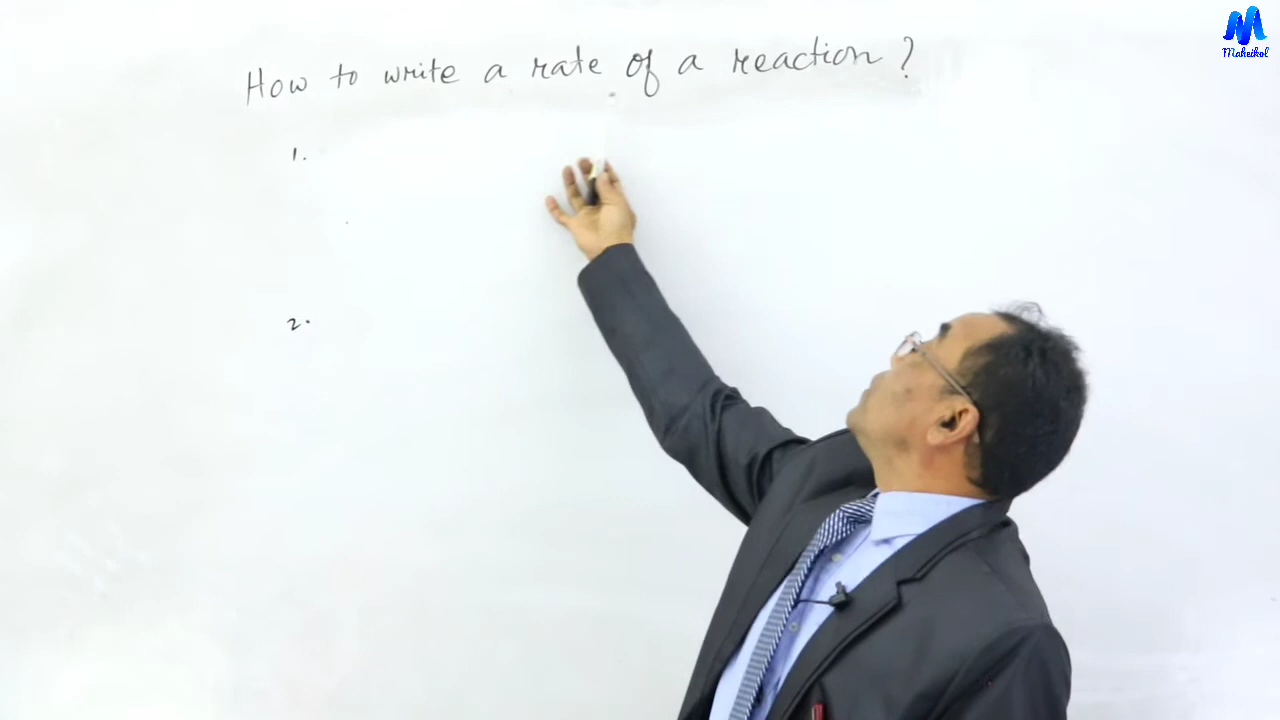 How to write a rate of a reaction ?
1.
2.
Maheikol